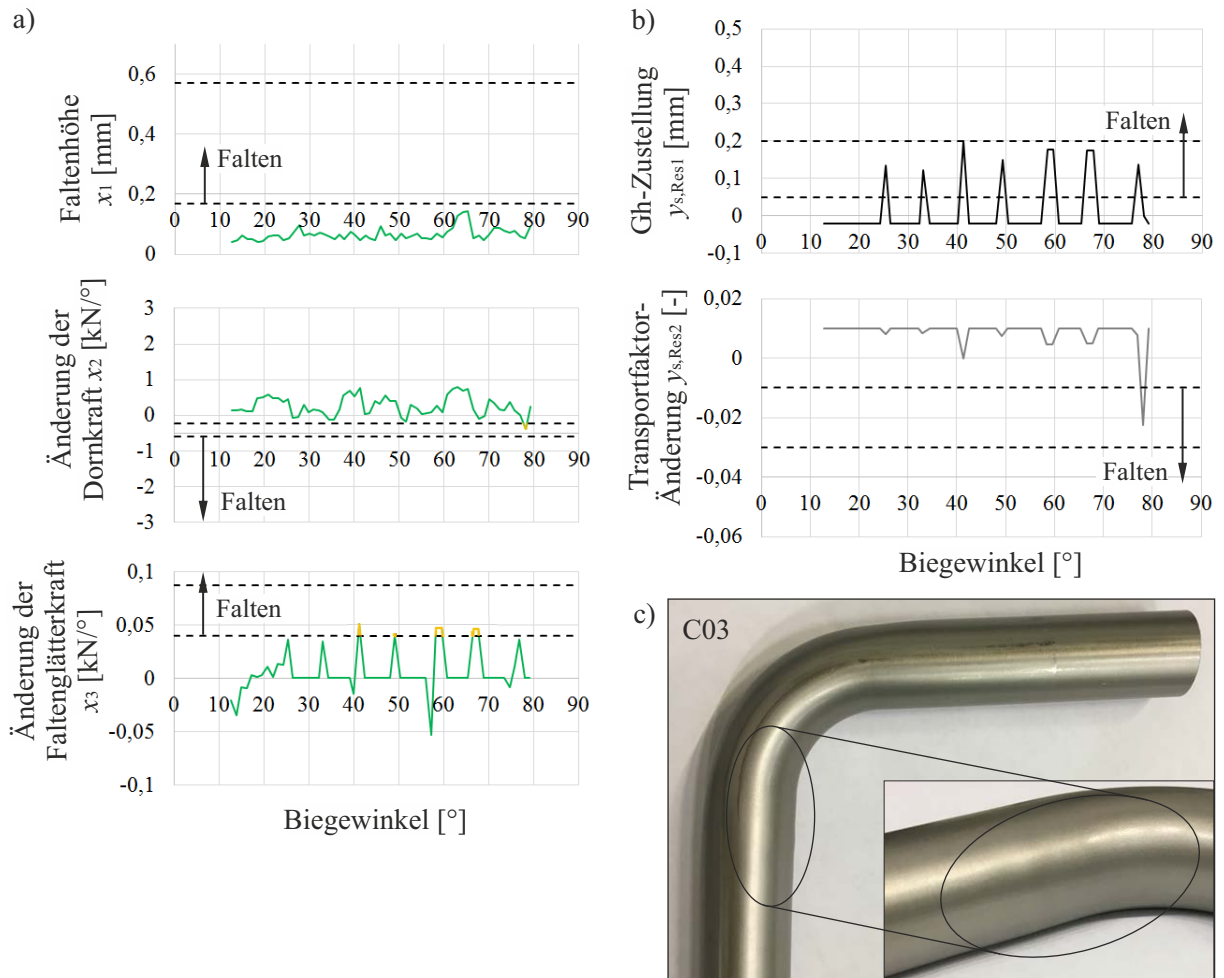 a)
Faltenhöhe
x1 [mm]
0,6
0,4
0,2
0
Falten
0 10 20 30 40 50 60 70 80 90
Änderung der
Dornkraft x2 [kN/°]
3
2
1
0
-1
-2
-3
Falten
0 10 20 30 40 50 60 70 80 90
Änderung der
Faltenglätterkraft
x3 [kN/°]
0,1
0,05
0
-0,05
-0,1
Falten
0 10 20 30 40 50 60 70 80 90
Biegewinkel [°]
b)
Gh-Zustellung
ys,Res1 [mm]
0,5
0,4
0,3
0,2
0,1
0
-0,1
Falten
0 10 20 30 40 50 60 70 80 90
Transportfaktor-
Änderung ys,Res2 [-]
0,02
0
-0,02
-0,04
-0,06
Falten
0 10 20 30 40 50 60 70 80 90
Biegewinkel [°]
c)
C03